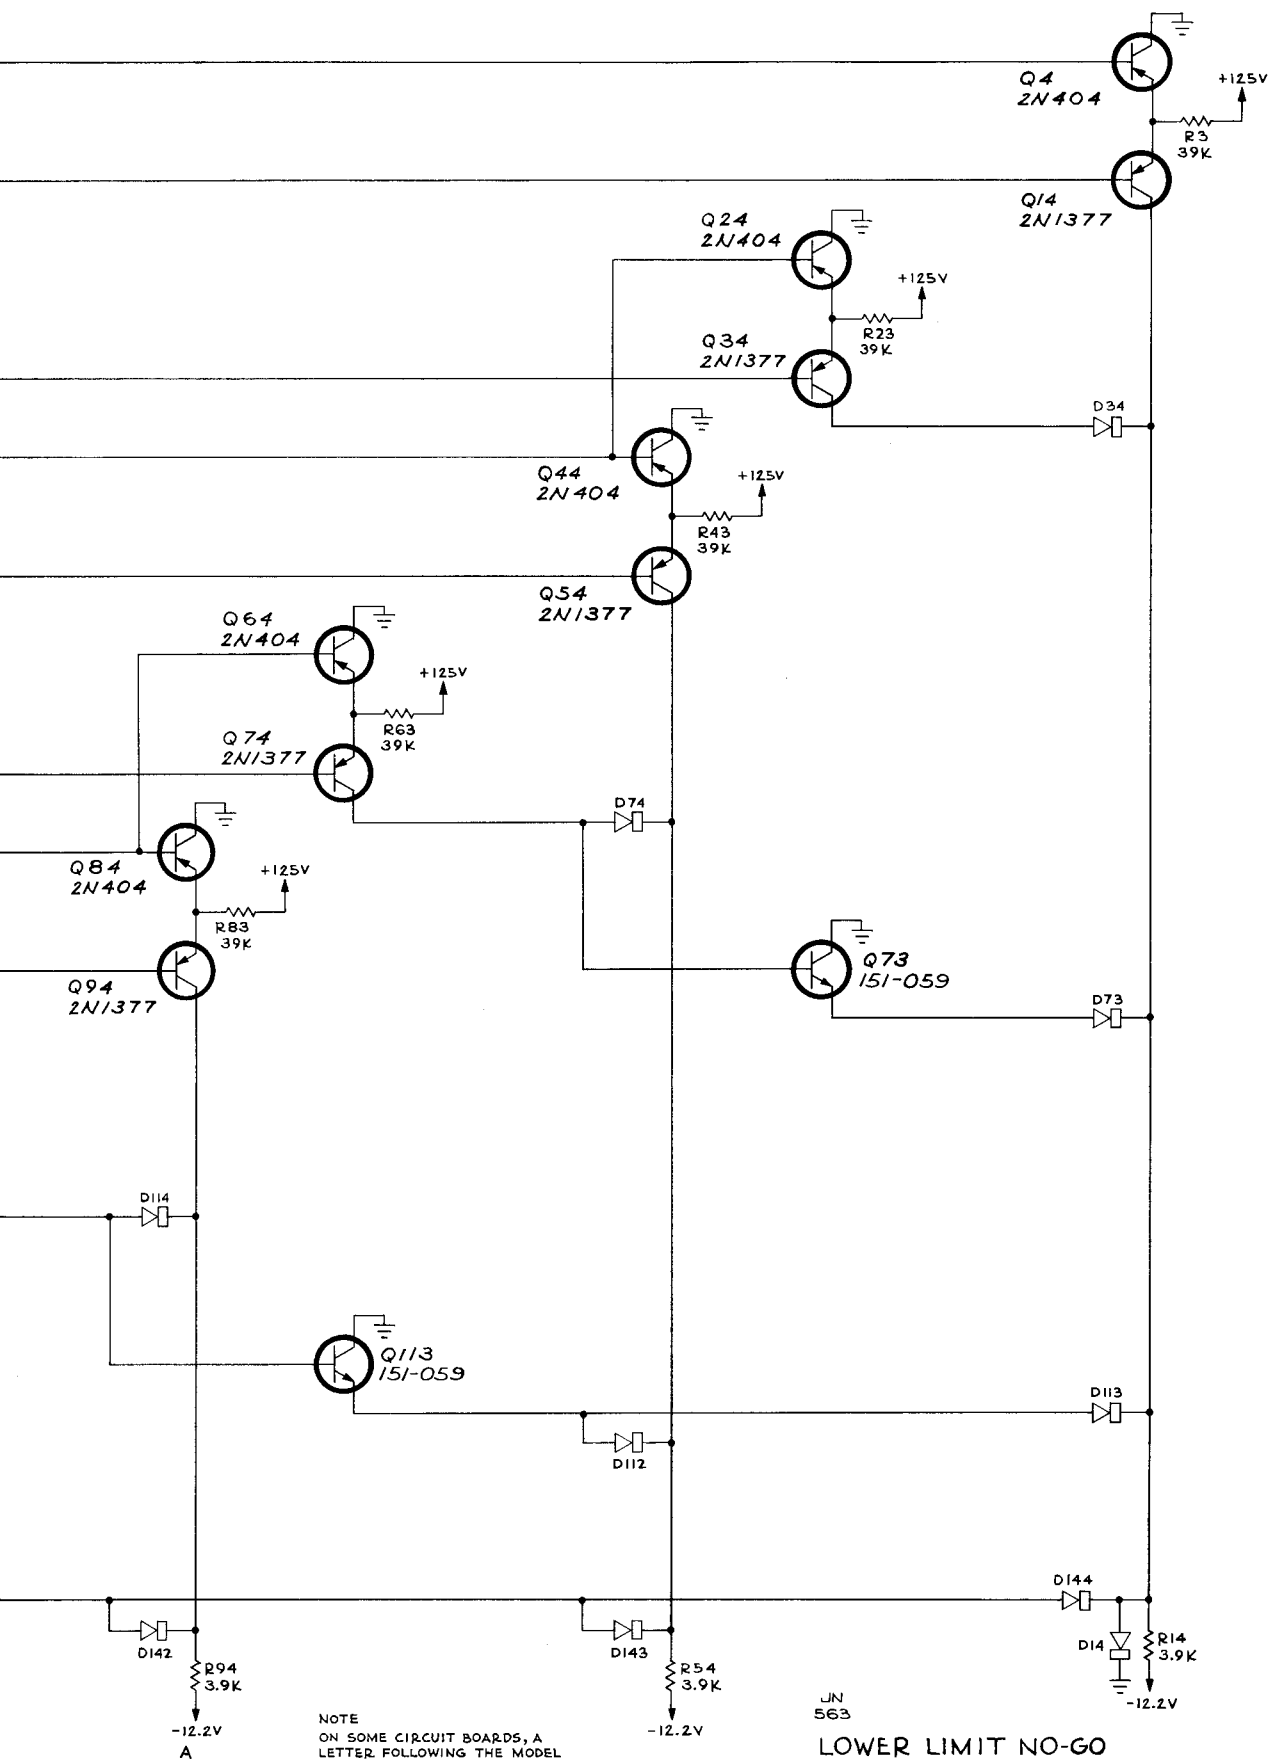 Q4
2N404
+125V
R3
39K
Q14
2N1377
Q24
2N404
+125V
R23
39K
Q34
2N1377
D34
Q44
2N404
+125V
R43
39K
Q54
2N1377
Q64
2N404
+125V
R63
39K
Q74
2N1377
D74
Q84
2N404
+125V
R83
39K
Q94
2N1377
Q73
151-059
D73
D114
Q113
151-059
D113
D112
D144
D142
D143
D14
R14
3.9K
R94
3.9K
R54
3.9K
-12.2V
-12.2V
-12.2V
A
NOTE
ON SOME CIRCUIT BOARDS, A
LETTER FOLLOWING THE MODEL
JN
563
LOWER LIMIT NO-GO